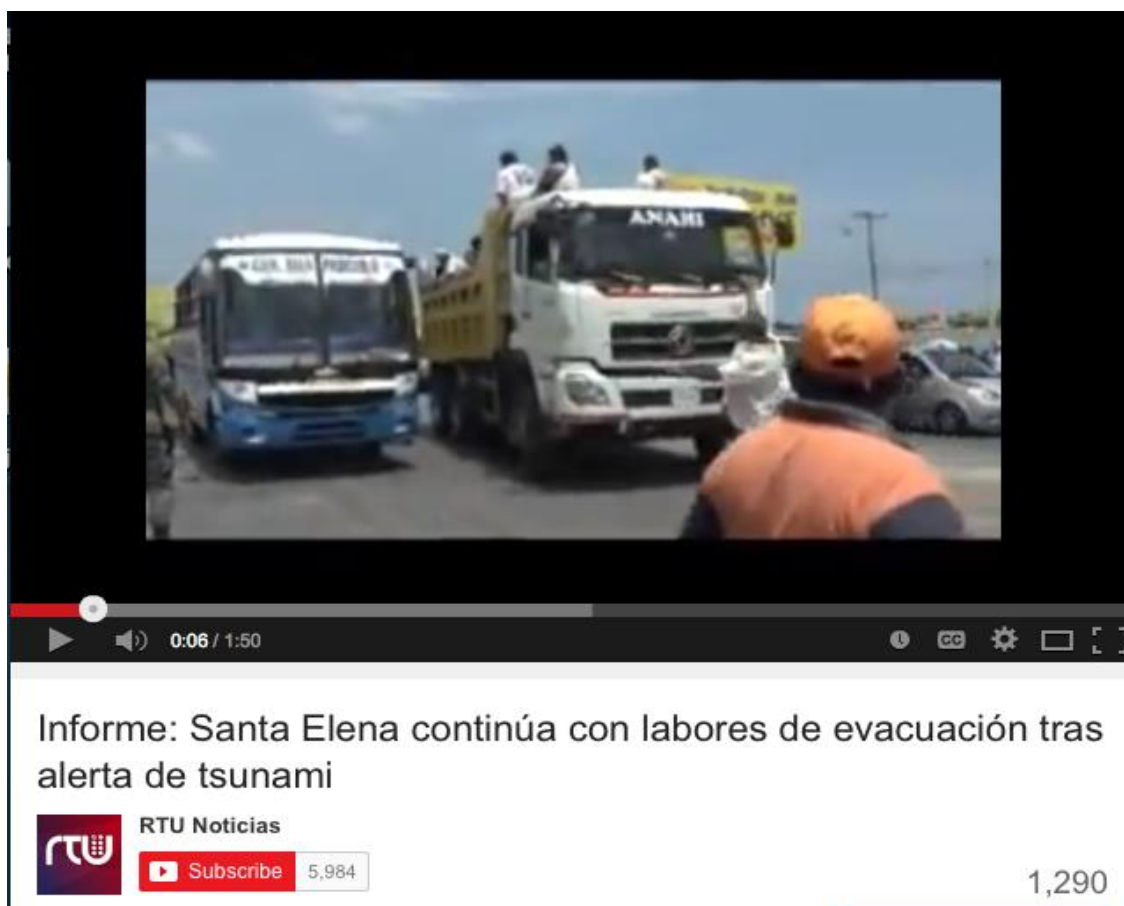 ANAHI
0:06 / 1:50
CC
Informe: Santa Elena continúa con labores de evacuación tras
alerta de tsunami
rtu
RTU Noticias
Subscribe 5,984
1,290